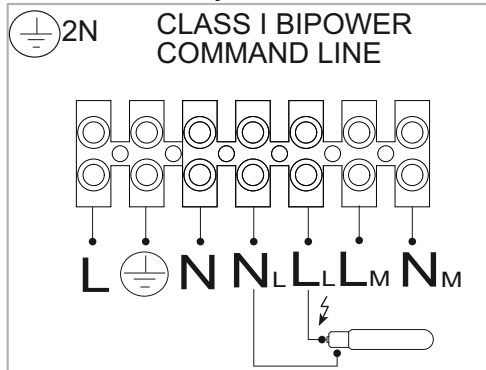 2N CLASS I BIPOWER
COMMAND LINE
L N NL LL LM NM